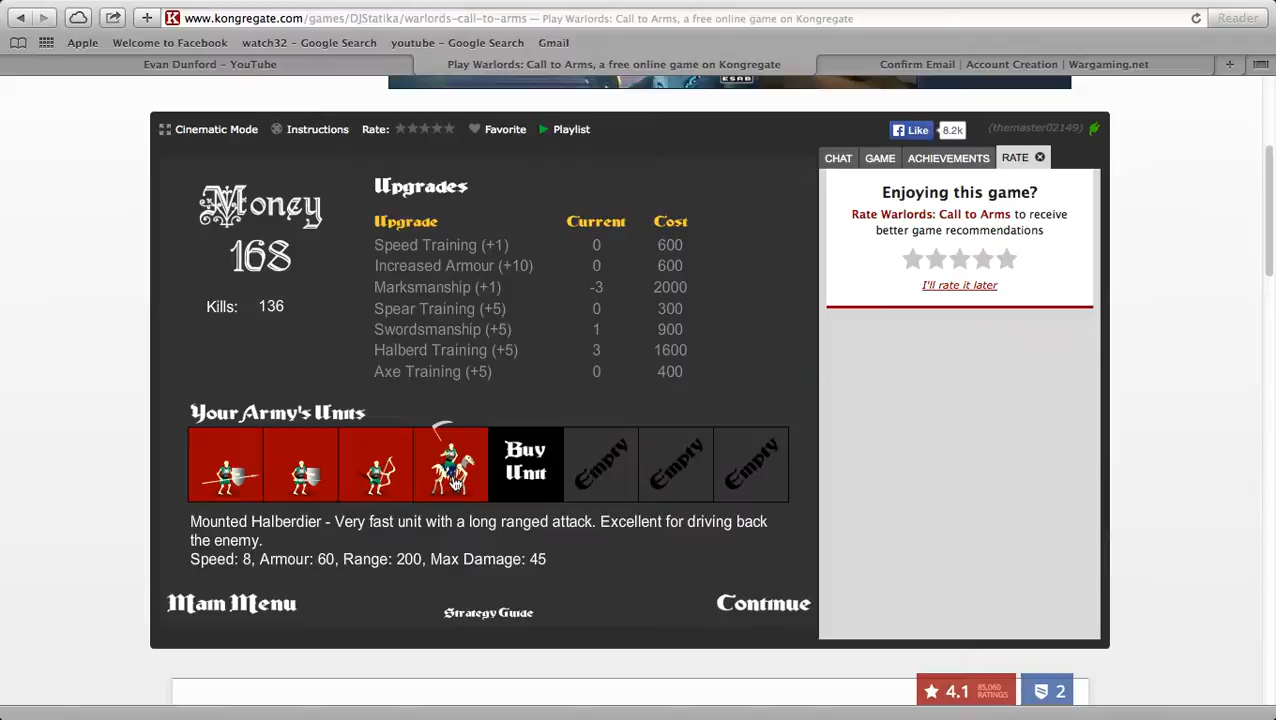 www.kongregate.com/games/DJStatika/warlords-call-to-arms — Play Warlords: Call to Arms, a free online game on Kongregate
Reader
Apple Welcome to Facebook watch32 - Google Search youtube - Google Search Gmail
Evan Dunford – YouTube Play Warlords: Call to Arms, a free online game on Kongregate Confirm Email | Account Creation | Wargaming.net
ESAB
Cinematic Mode Instructions Rate: Favorite Playlist Like 8.2k (themaster02149)
CHAT GAME ACHIEVEMENTS RATE
Money
168
Kills: 136
Upgrades
Upgrade Current Cost
Speed Training (+1) 0 600
Increased Armour (+10) 0 600
Marksmanship (+1) -3 2000
Spear Training (+5) 0 300
Swordsmanship (+5) 1 900
Halberd Training (+5) 3 1600
Axe Training (+5) 0 400
Enjoying this game?
Rate Warlords: Call to Arms to receive
better game recommendations
I'll rate it later
Your Army's Units
Buy
Unit
Empty Empty Empty
Mounted Halberdier - Very fast unit with a long ranged attack. Excellent for driving back
the enemy.
Speed: 8, Armour: 60, Range: 200, Max Damage: 45
Main Menu Strategy Guide Continue
4.1 85,060 RATINGS 2